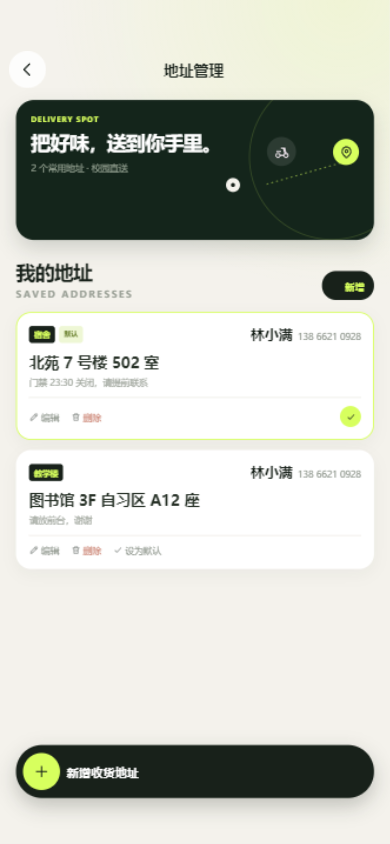 地址管理
DELIVERY SPOT
把好味，送到你手里。
2 个常用地址 · 校园直送
我的地址
SAVED ADDRESSES
新增
宿舍 默认 林小满 138 6621 0928
北苑 7 号楼 502 室
门禁 23:30 关闭，请提前联系
编辑 删除
教学楼 林小满 138 6621 0928
图书馆 3F 自习区 A12 座
请放前台，谢谢
编辑 删除 设为默认
新增收货地址